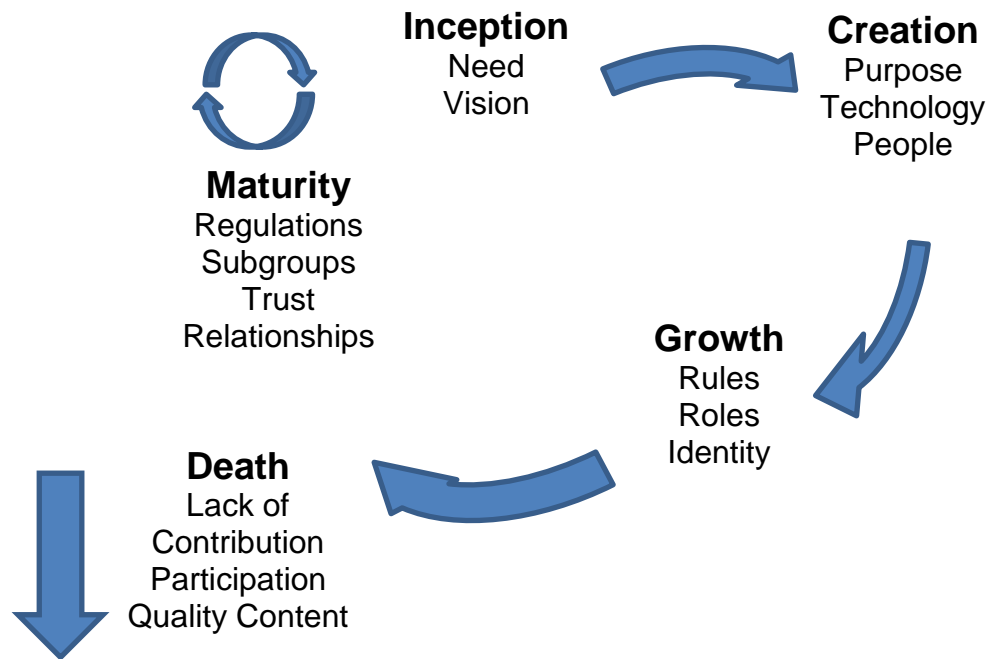 Inception
Need
Vision
Creation
Purpose
Technology
People
Growth
Rules
Roles
Identity
Maturity
Regulations
Subgroups
Trust
Relationships
Death
Lack of
Contribution
Participation
Quality Content